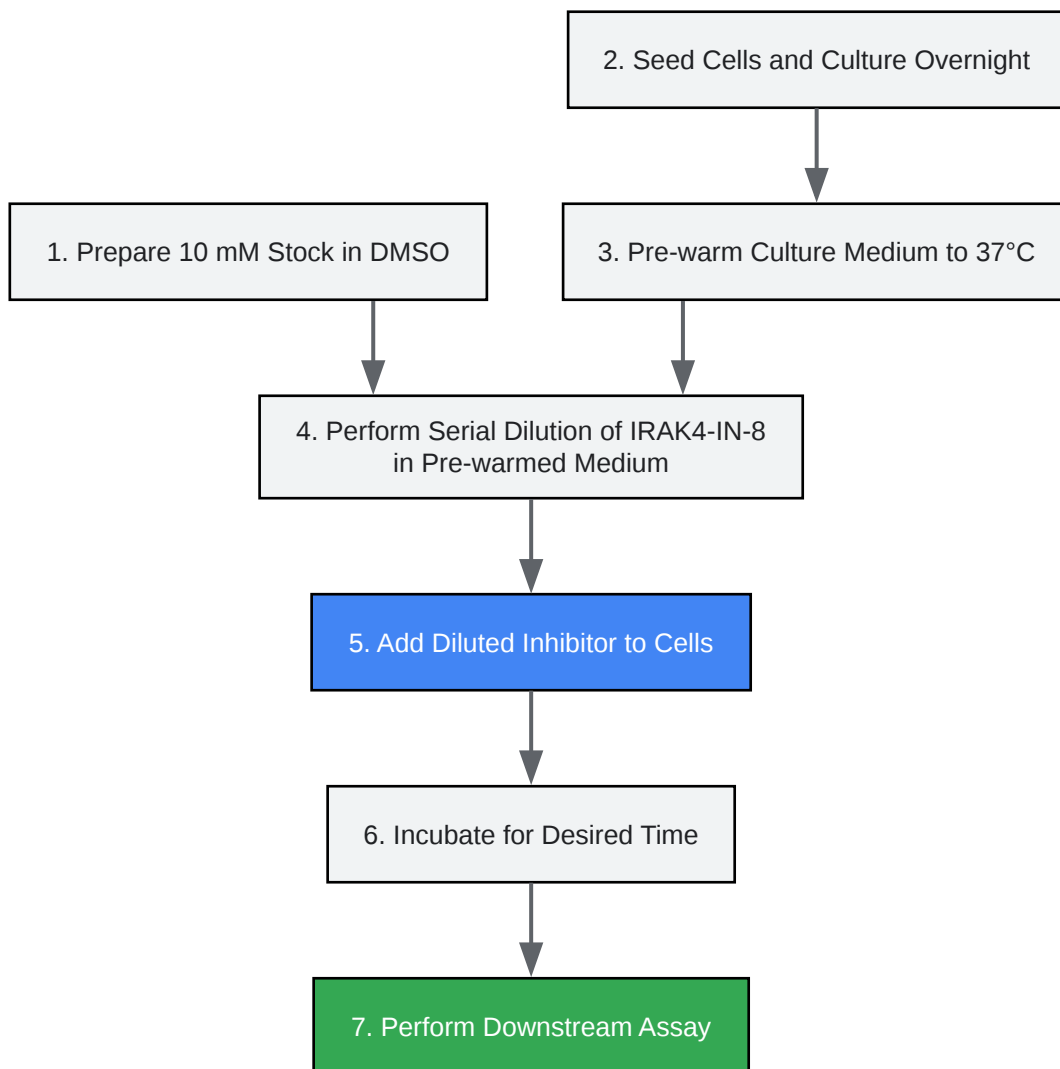 2. Seed Cells and Culture Overnight
1. Prepare 10 mM Stock in DMSO
3. Pre-warm Culture Medium to 37°C
4. Perform Serial Dilution of IRAK4-IN-8
in Pre-warmed Medium
5. Add Diluted Inhibitor to Cells
6. Incubate for Desired Time
7. Perform Downstream Assay